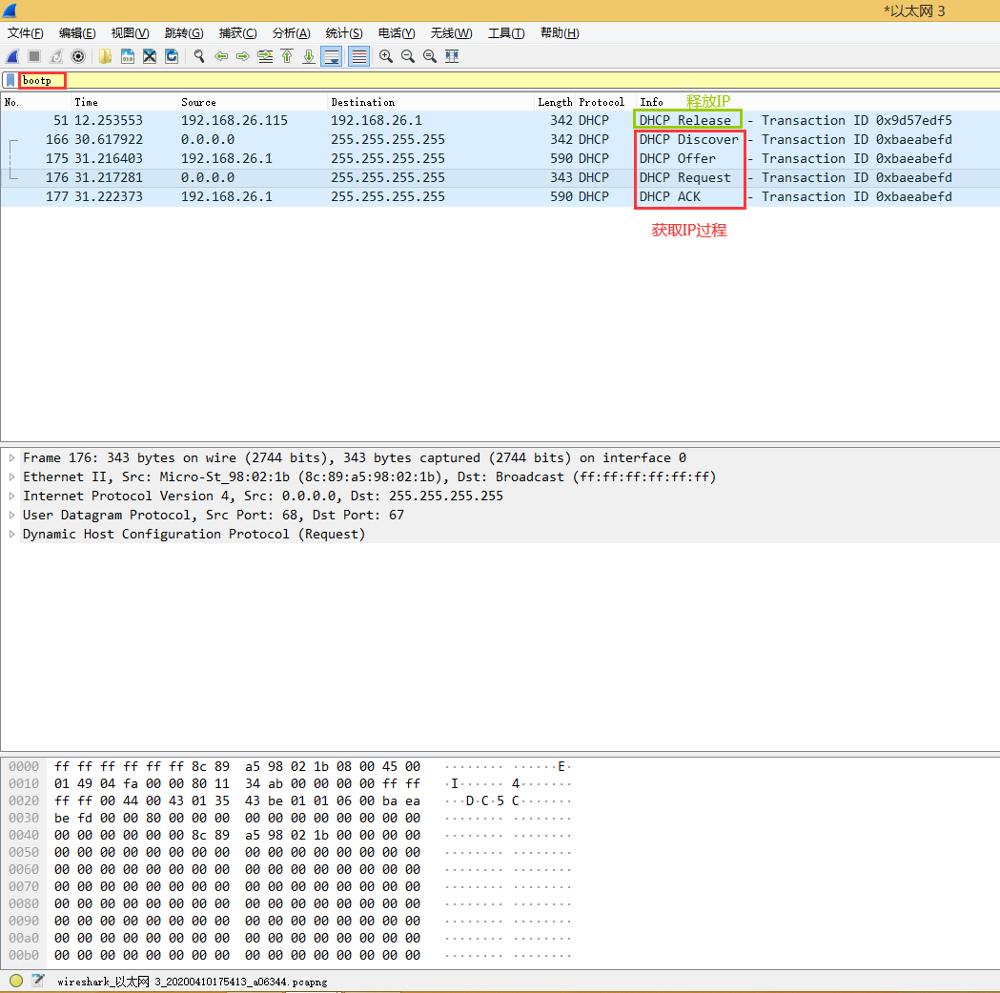 *以太网 3
文件(F) 编辑(E) 视图(V) 跳转(G) 捕获(C) 分析(A) 统计(S) 电话(Y) 无线(W) 工具(T) 帮助(H)
bootp
No. Time Source Destination Length Protocol Info 释放IP
51 12.253553 192.168.26.115 192.168.26.1 342 DHCP DHCP Release - Transaction ID 0x9d57edf5
166 30.617922 0.0.0.0 255.255.255.255 342 DHCP DHCP Discover - Transaction ID 0xbaeabefd
175 31.216403 192.168.26.1 255.255.255.255 590 DHCP DHCP Offer - Transaction ID 0xbaeabefd
176 31.217281 0.0.0.0 255.255.255.255 343 DHCP DHCP Request - Transaction ID 0xbaeabefd
177 31.222373 192.168.26.1 255.255.255.255 590 DHCP DHCP ACK - Transaction ID 0xbaeabefd
获取IP过程
Frame 176: 343 bytes on wire (2744 bits), 343 bytes captured (2744 bits) on interface 0
Ethernet II, Src: Micro-St_98:02:1b (8c:89:a5:98:02:1b), Dst: Broadcast (ff:ff:ff:ff:ff:ff)
Internet Protocol Version 4, Src: 0.0.0.0, Dst: 255.255.255.255
User Datagram Protocol, Src Port: 68, Dst Port: 67
Dynamic Host Configuration Protocol (Request)
0000 ff ff ff ff ff ff 8c 89 a5 98 02 1b 08 00 45 00 ········ ······E·
0010 01 49 04 fa 00 00 80 11 34 ab 00 00 00 00 ff ff ·I······ 4·······
0020 ff ff 00 44 00 43 01 35 43 be 01 01 06 00 ba ea ···D·C·5 C·······
0030 be fd 00 00 80 00 00 00 00 00 00 00 00 00 00 00 ········ ········
0040 00 00 00 00 00 00 8c 89 a5 98 02 1b 00 00 00 00 ········ ········
0050 00 00 00 00 00 00 00 00 00 00 00 00 00 00 00 00 ········ ········
0060 00 00 00 00 00 00 00 00 00 00 00 00 00 00 00 00 ········ ········
0070 00 00 00 00 00 00 00 00 00 00 00 00 00 00 00 00 ········ ········
0080 00 00 00 00 00 00 00 00 00 00 00 00 00 00 00 00 ········ ········
0090 00 00 00 00 00 00 00 00 00 00 00 00 00 00 00 00 ········ ········
00a0 00 00 00 00 00 00 00 00 00 00 00 00 00 00 00 00 ········ ········
00b0 00 00 00 00 00 00 00 00 00 00 00 00 00 00 00 00 ········ ········
wireshark_以太网 3_20200410175413_a06344.pcapng